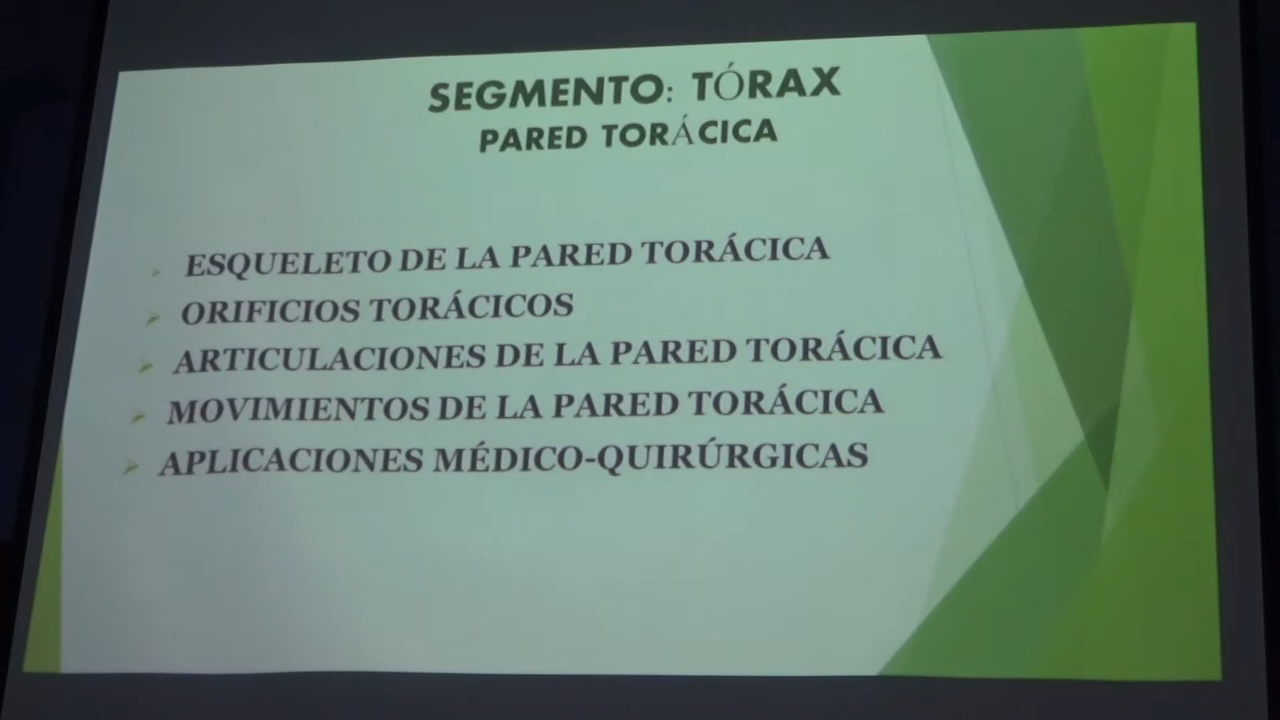 SEGMENTO: TÓRAX
PARED TORÁCICA
ESQUELETO DE LA PARED TORÁCICA
ORIFICIOS TORÁCICOS
ARTICULACIONES DE LA PARED TORÁCICA
MOVIMIENTOS DE LA PARED TORÁCICA
APLICACIONES MÉDICO-QUIRÚRGICAS